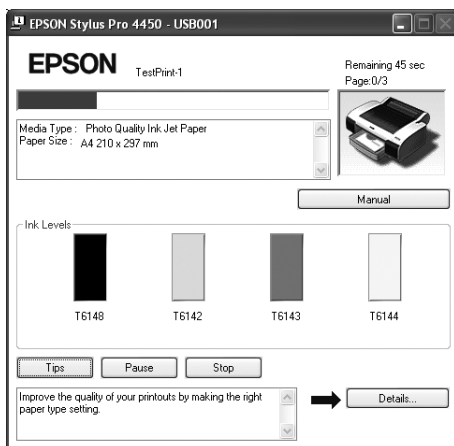 EPSON Stylus Pro 4450 - USB001
EPSON
TestPrint-1
Remaining 45 sec
Page:0/3
Media Type : Photo Quality Ink Jet Paper
Paper Size : A4 210 x 297 mm
Manual
Ink Levels
T6148 T6142 T6143 T6144
Tips Pause Stop
Improve the quality of your printouts by making the right
paper type setting.
Details...